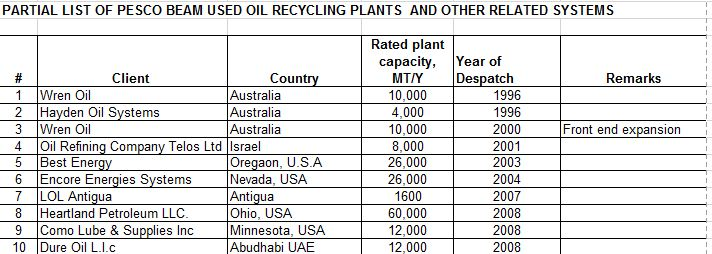 PARTIAL LIST OF PESCO BEAM USED OIL RECYCLING PLANTS AND OTHER RELATED SYSTEMS
# Client Country Rated plant capacity, MT/Y Year of Despatch Remarks
1 Wren Oil Australia 10,000 1996
2 Hayden Oil Systems Australia 4,000 1996
3 Wren Oil Australia 10,000 2000 Front end expansion
4 Oil Refining Company Telos Ltd Israel 8,000 2001
5 Best Energy Oregaon, U.S.A 26,000 2003
6 Encore Energies Systems Nevada, USA 26,000 2004
7 LOL Antigua Antigua 1600 2007
8 Heartland Petroleum LLC. Ohio, USA 60,000 2008
9 Como Lube & Supplies Inc Minnesota, USA 12,000 2008
10 Dure Oil L.l.c Abudhabi UAE 12,000 2008